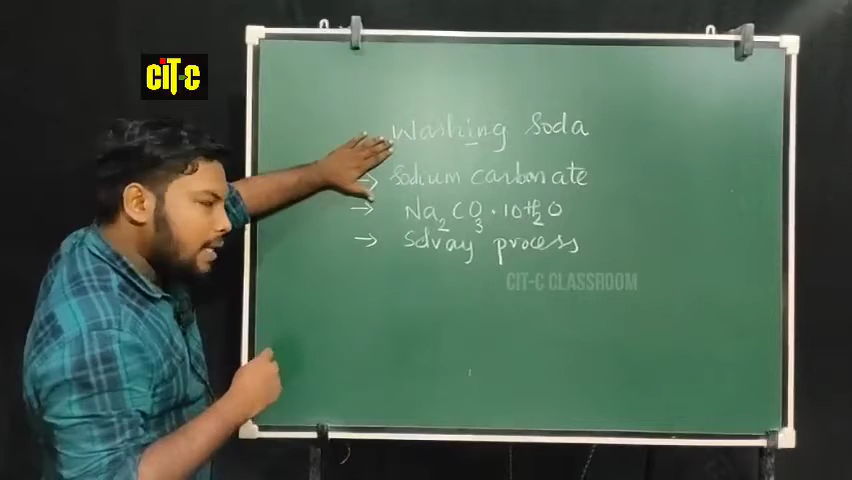 CiT-C
Washing Soda
→ Sodium carbonate
→ Na₂CO₃·10H₂O
→ Solvay process
CIT-C CLASSROOM